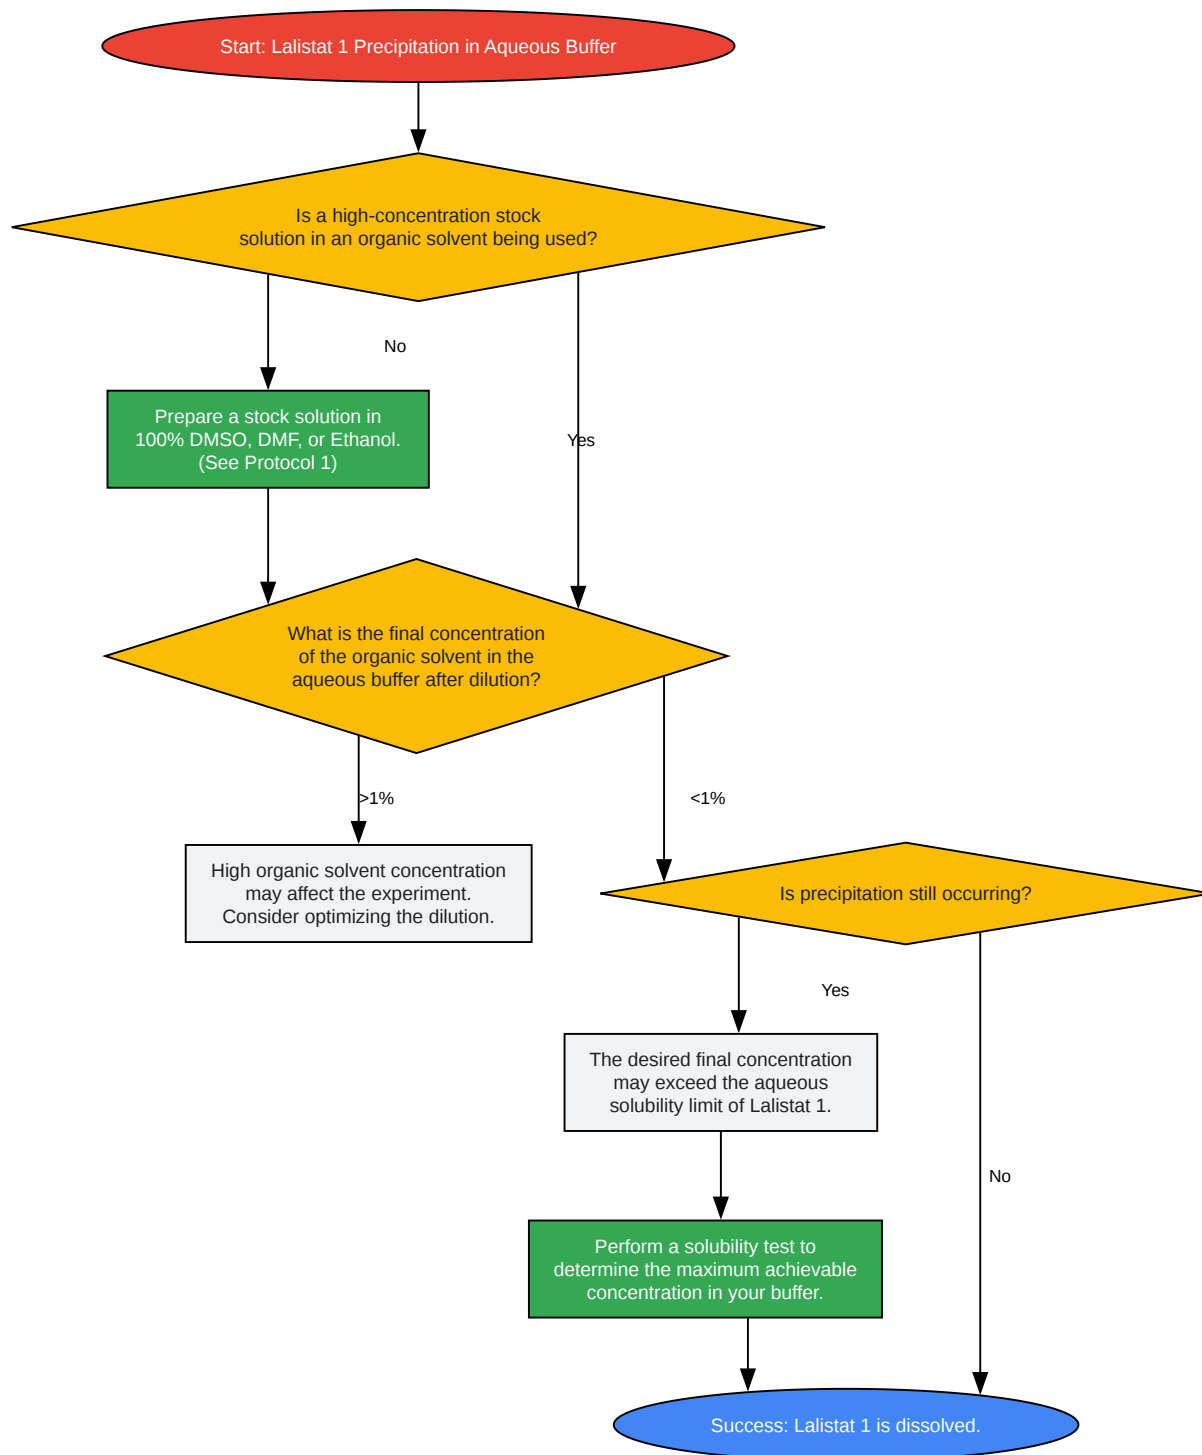 Start: Lalistat 1 Precipitation in Aqueous Buffer
Is a high-concentration stock
solution in an organic solvent being used?
No
Prepare a stock solution in
100% DMSO, DMF, or Ethanol.
(See Protocol 1)
Yes
What is the final concentration
of the organic solvent in the
aqueous buffer after dilution?
>1%
<1%
High organic solvent concentration
may affect the experiment.
Consider optimizing the dilution.
Is precipitation still occurring?
Yes
The desired final concentration
may exceed the aqueous
solubility limit of Lalistat 1.
No
Perform a solubility test to
determine the maximum achievable
concentration in your buffer.
Success: Lalistat 1 is dissolved.